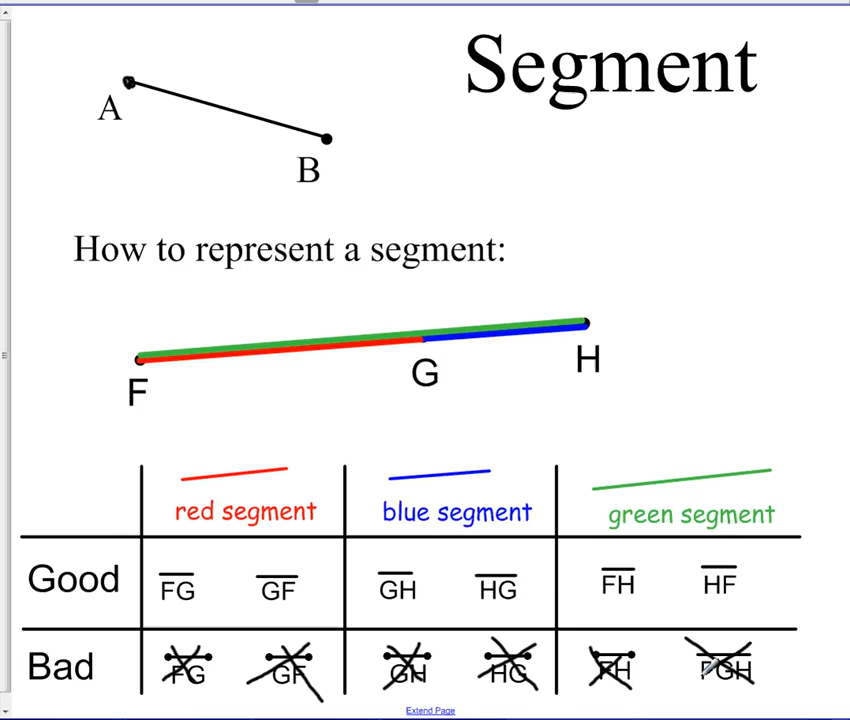 Segment
A
B
How to represent a segment:
F
G
H
red segment blue segment green segment
Good FG GF GH HG FH HF
Bad FG GF GH HG FH FGH
Extend Page